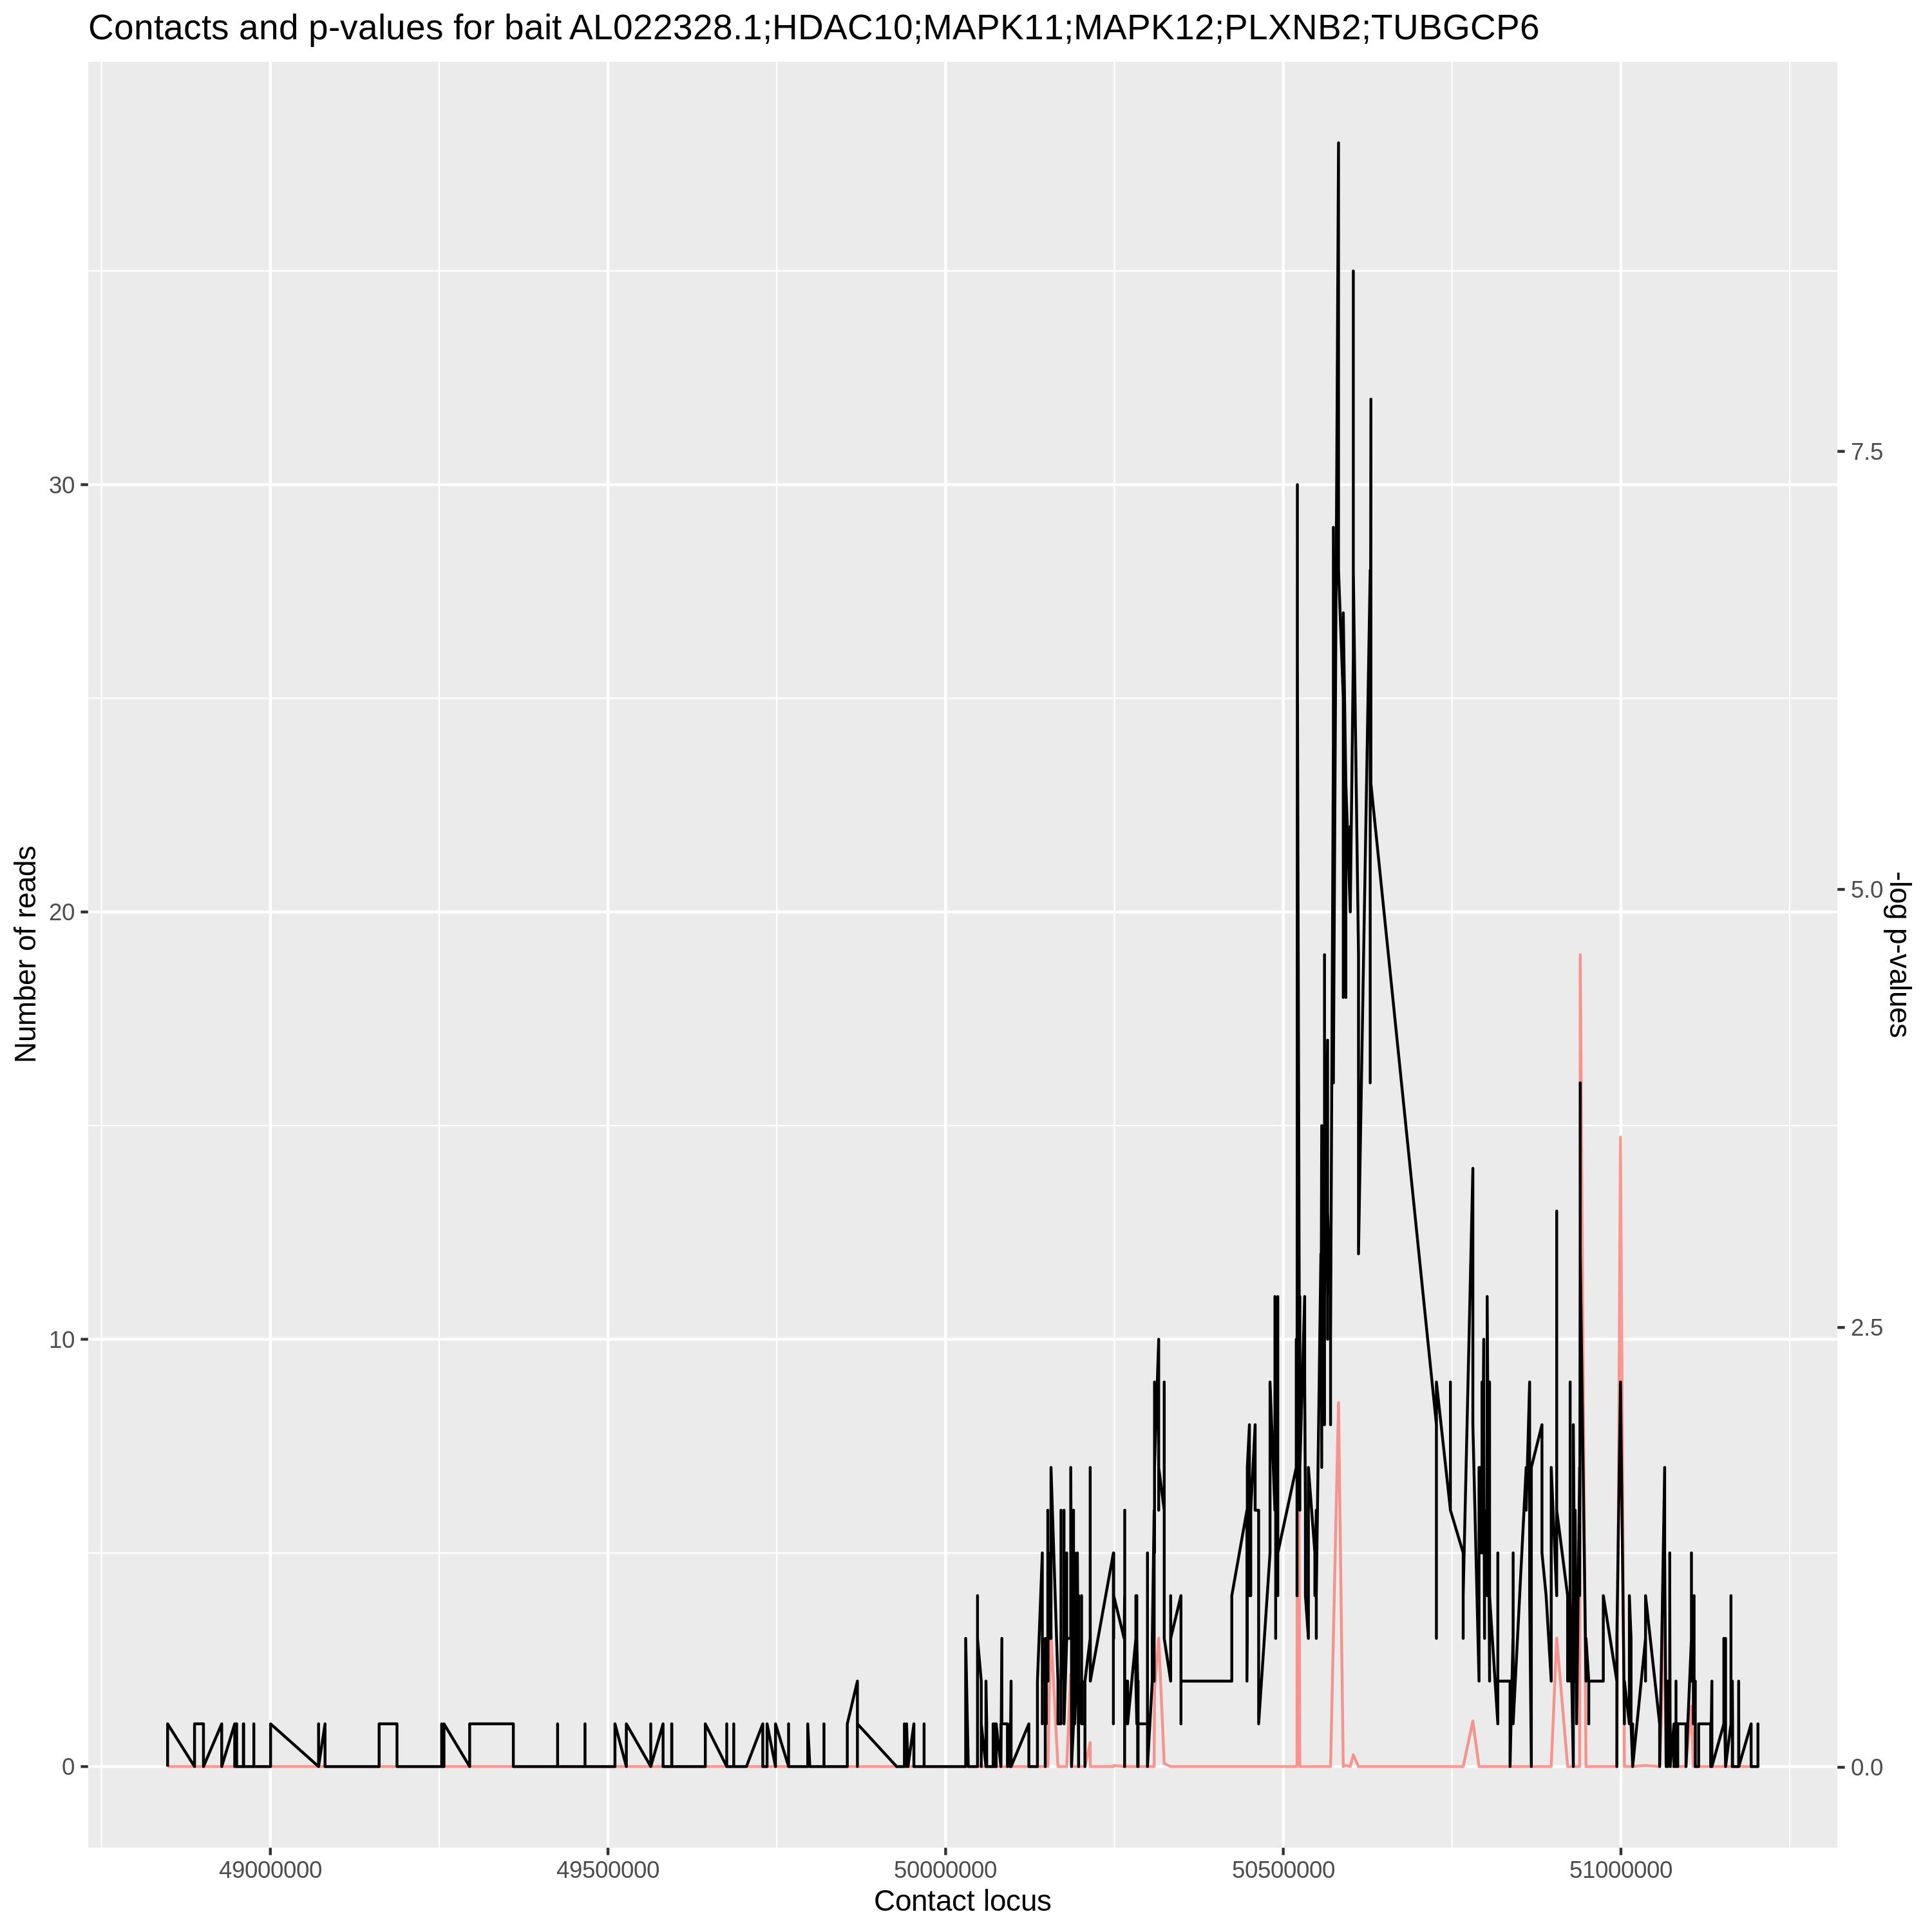 Contacts and p-values for bait AL022328.1;HDAC10;MAPK11;MAPK12;PLXNB2;TUBGCP6
Number of reads
30
20
10
0
7.5
5.0
2.5
0.0
-log p-values
49000000 49500000 50000000 50500000 51000000
Contact locus